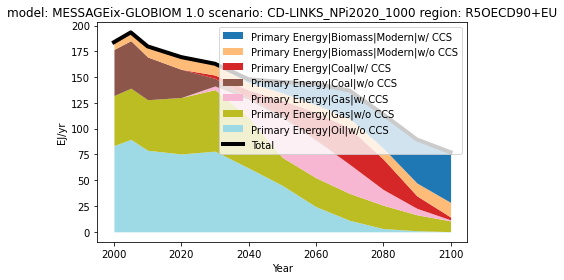 model: MESSAGEix-GLOBIOM 1.0 scenario: CD-LINKS_NPi2020_1000 region: R5OECD90+EU
200
175
150
125
100
75
50
25
0
EJ/yr
Primary Energy|Biomass|Modern|w/ CCS
Primary Energy|Biomass|Modern|w/o CCS
Primary Energy|Coal|w/ CCS
Primary Energy|Coal|w/o CCS
Primary Energy|Gas|w/ CCS
Primary Energy|Gas|w/o CCS
Primary Energy|Oil|w/o CCS
Total
2000 2020 2040 2060 2080 2100
Year